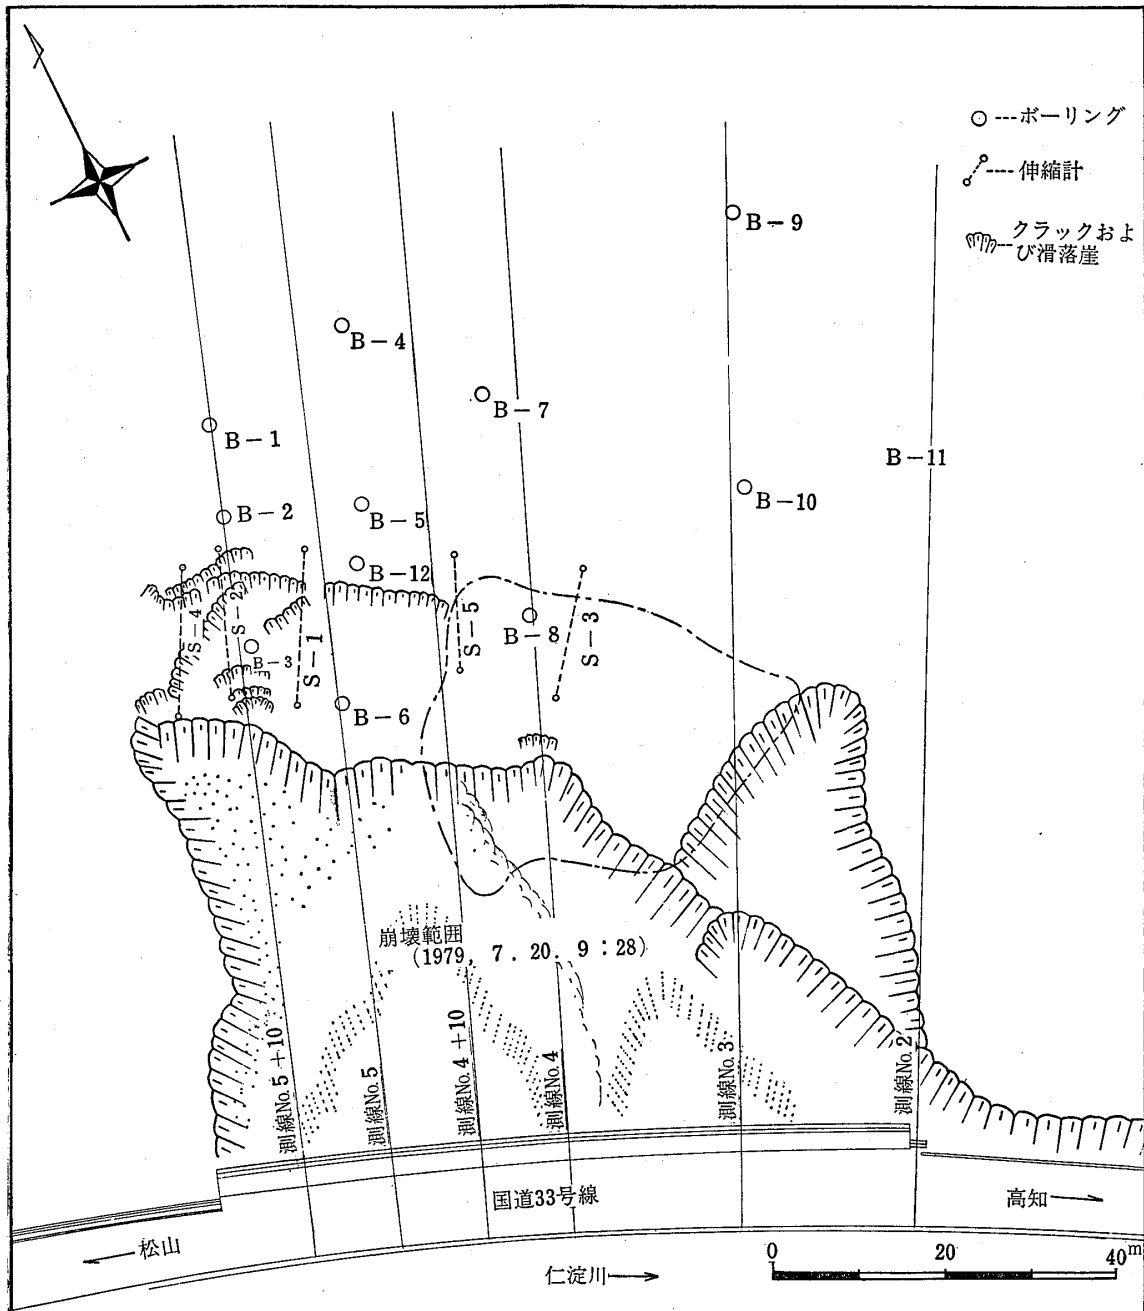 ボーリング
伸縮計
クラックおよ
び滑落崖
B-9
B-4
B-7
B-1
B-11
B-10
B-2
B-5
B-12
S-4
S-2
S-1
S-5
S-3
B-8
B-3
B-6
崩壊範囲
(1979, 7. 20. 9:28)
測線No.5+10
測線No.5
測線No.4+10
測線No.4
測線No.3
測線No.2
国道33号線
高知
松山
仁淀川
0 20 40m